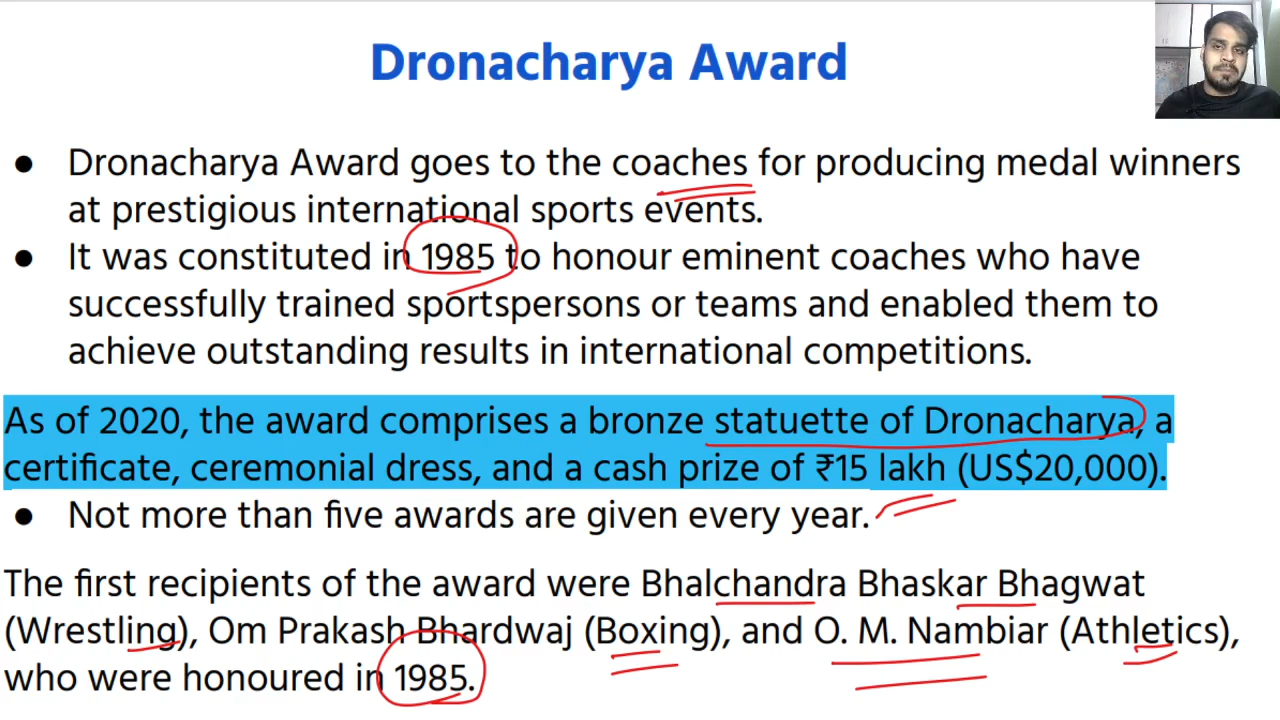 Dronacharya Award
● Dronacharya Award goes to the coaches for producing medal winners
at prestigious international sports events.
● It was constituted in 1985 to honour eminent coaches who have
successfully trained sportspersons or teams and enabled them to
achieve outstanding results in international competitions.
As of 2020, the award comprises a bronze statuette of Dronacharya, a
certificate, ceremonial dress, and a cash prize of ₹15 lakh (US$20,000).
● Not more than five awards are given every year.
The first recipients of the award were Bhalchandra Bhaskar Bhagwat
(Wrestling), Om Prakash Bhardwaj (Boxing), and O. M. Nambiar (Athletics),
who were honoured in 1985.